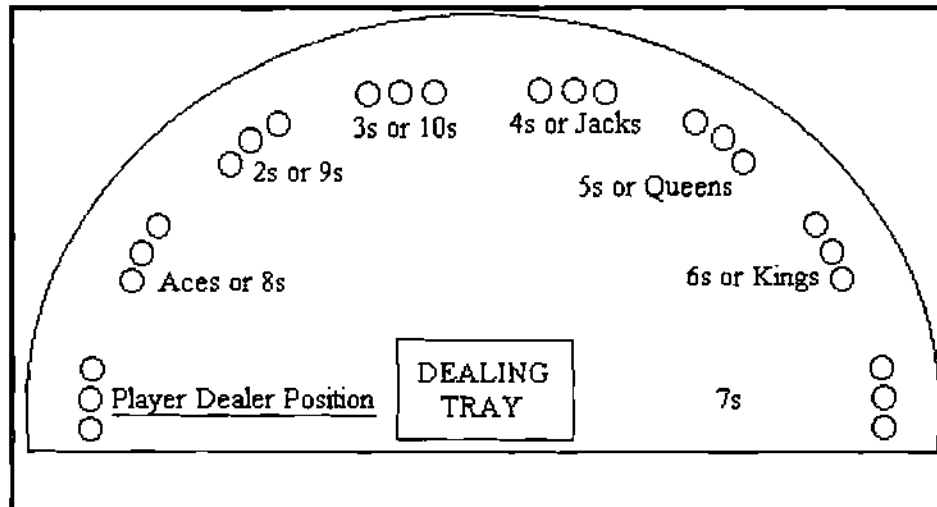 3s or 10s
4s or Jacks
2s or 9s
5s or Queens
Aces or 8s
6s or Kings
Player Dealer Position
DEALING
TRAY
7s